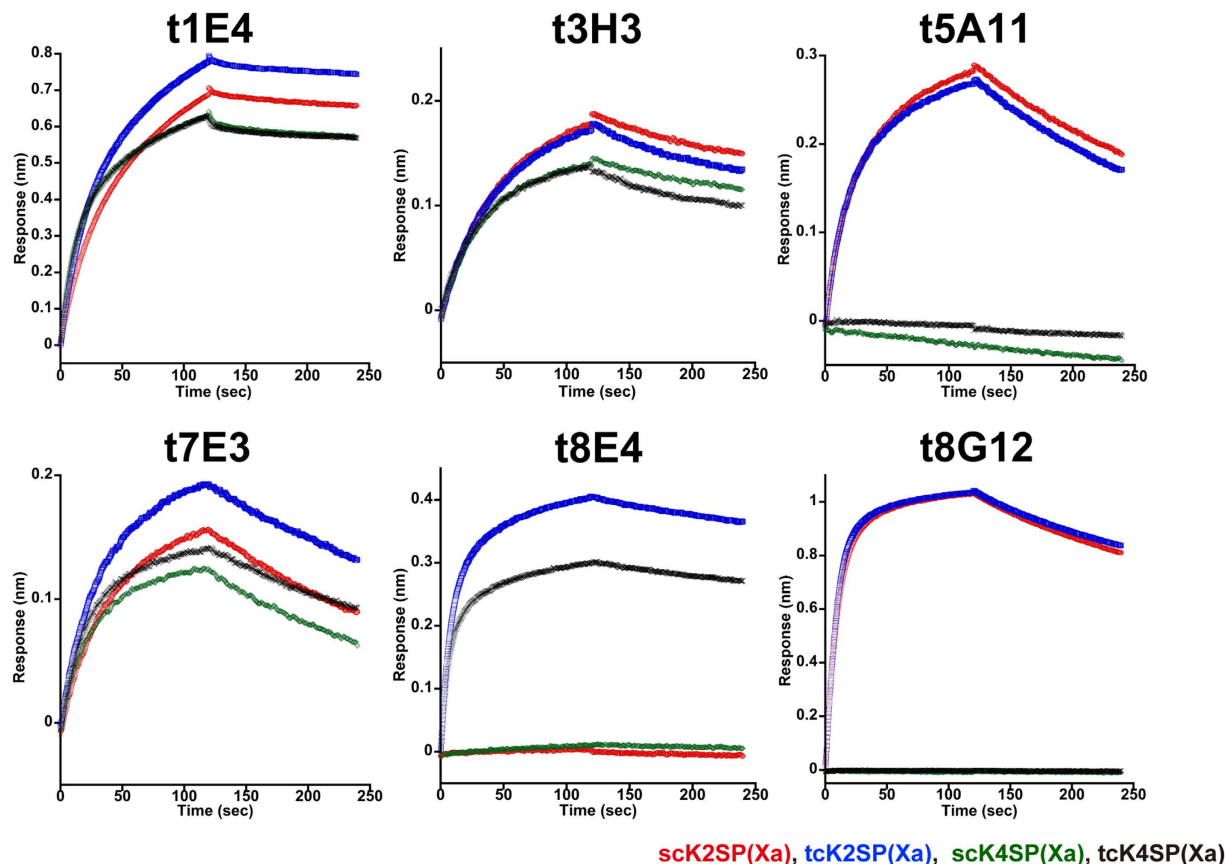 t1E4
0.8
0.7
0.6
0.5
0.4
0.3
0.2
0.1
0
Response (nm)
0 50 100 150 200 250
Time (sec)
t3H3
0.2
0.1
0
Response (nm)
0 50 100 150 200 250
Time (sec)
t5A11
0.3
0.2
0.1
0
Response (nm)
0 50 100 150 200 250
Time (sec)
t7E3
0.2
0.1
0
Response (nm)
0 50 100 150 200 250
Time (sec)
t8E4
0.4
0.3
0.2
0.1
0
Response (nm)
0 50 100 150 200 250
Time (sec)
t8G12
1
0.8
0.6
0.4
0.2
0
Response (nm)
0 50 100 150 200 250
Time (sec)
scK2SP(Xa), tcK2SP(Xa), scK4SP(Xa), tcK4SP(Xa)